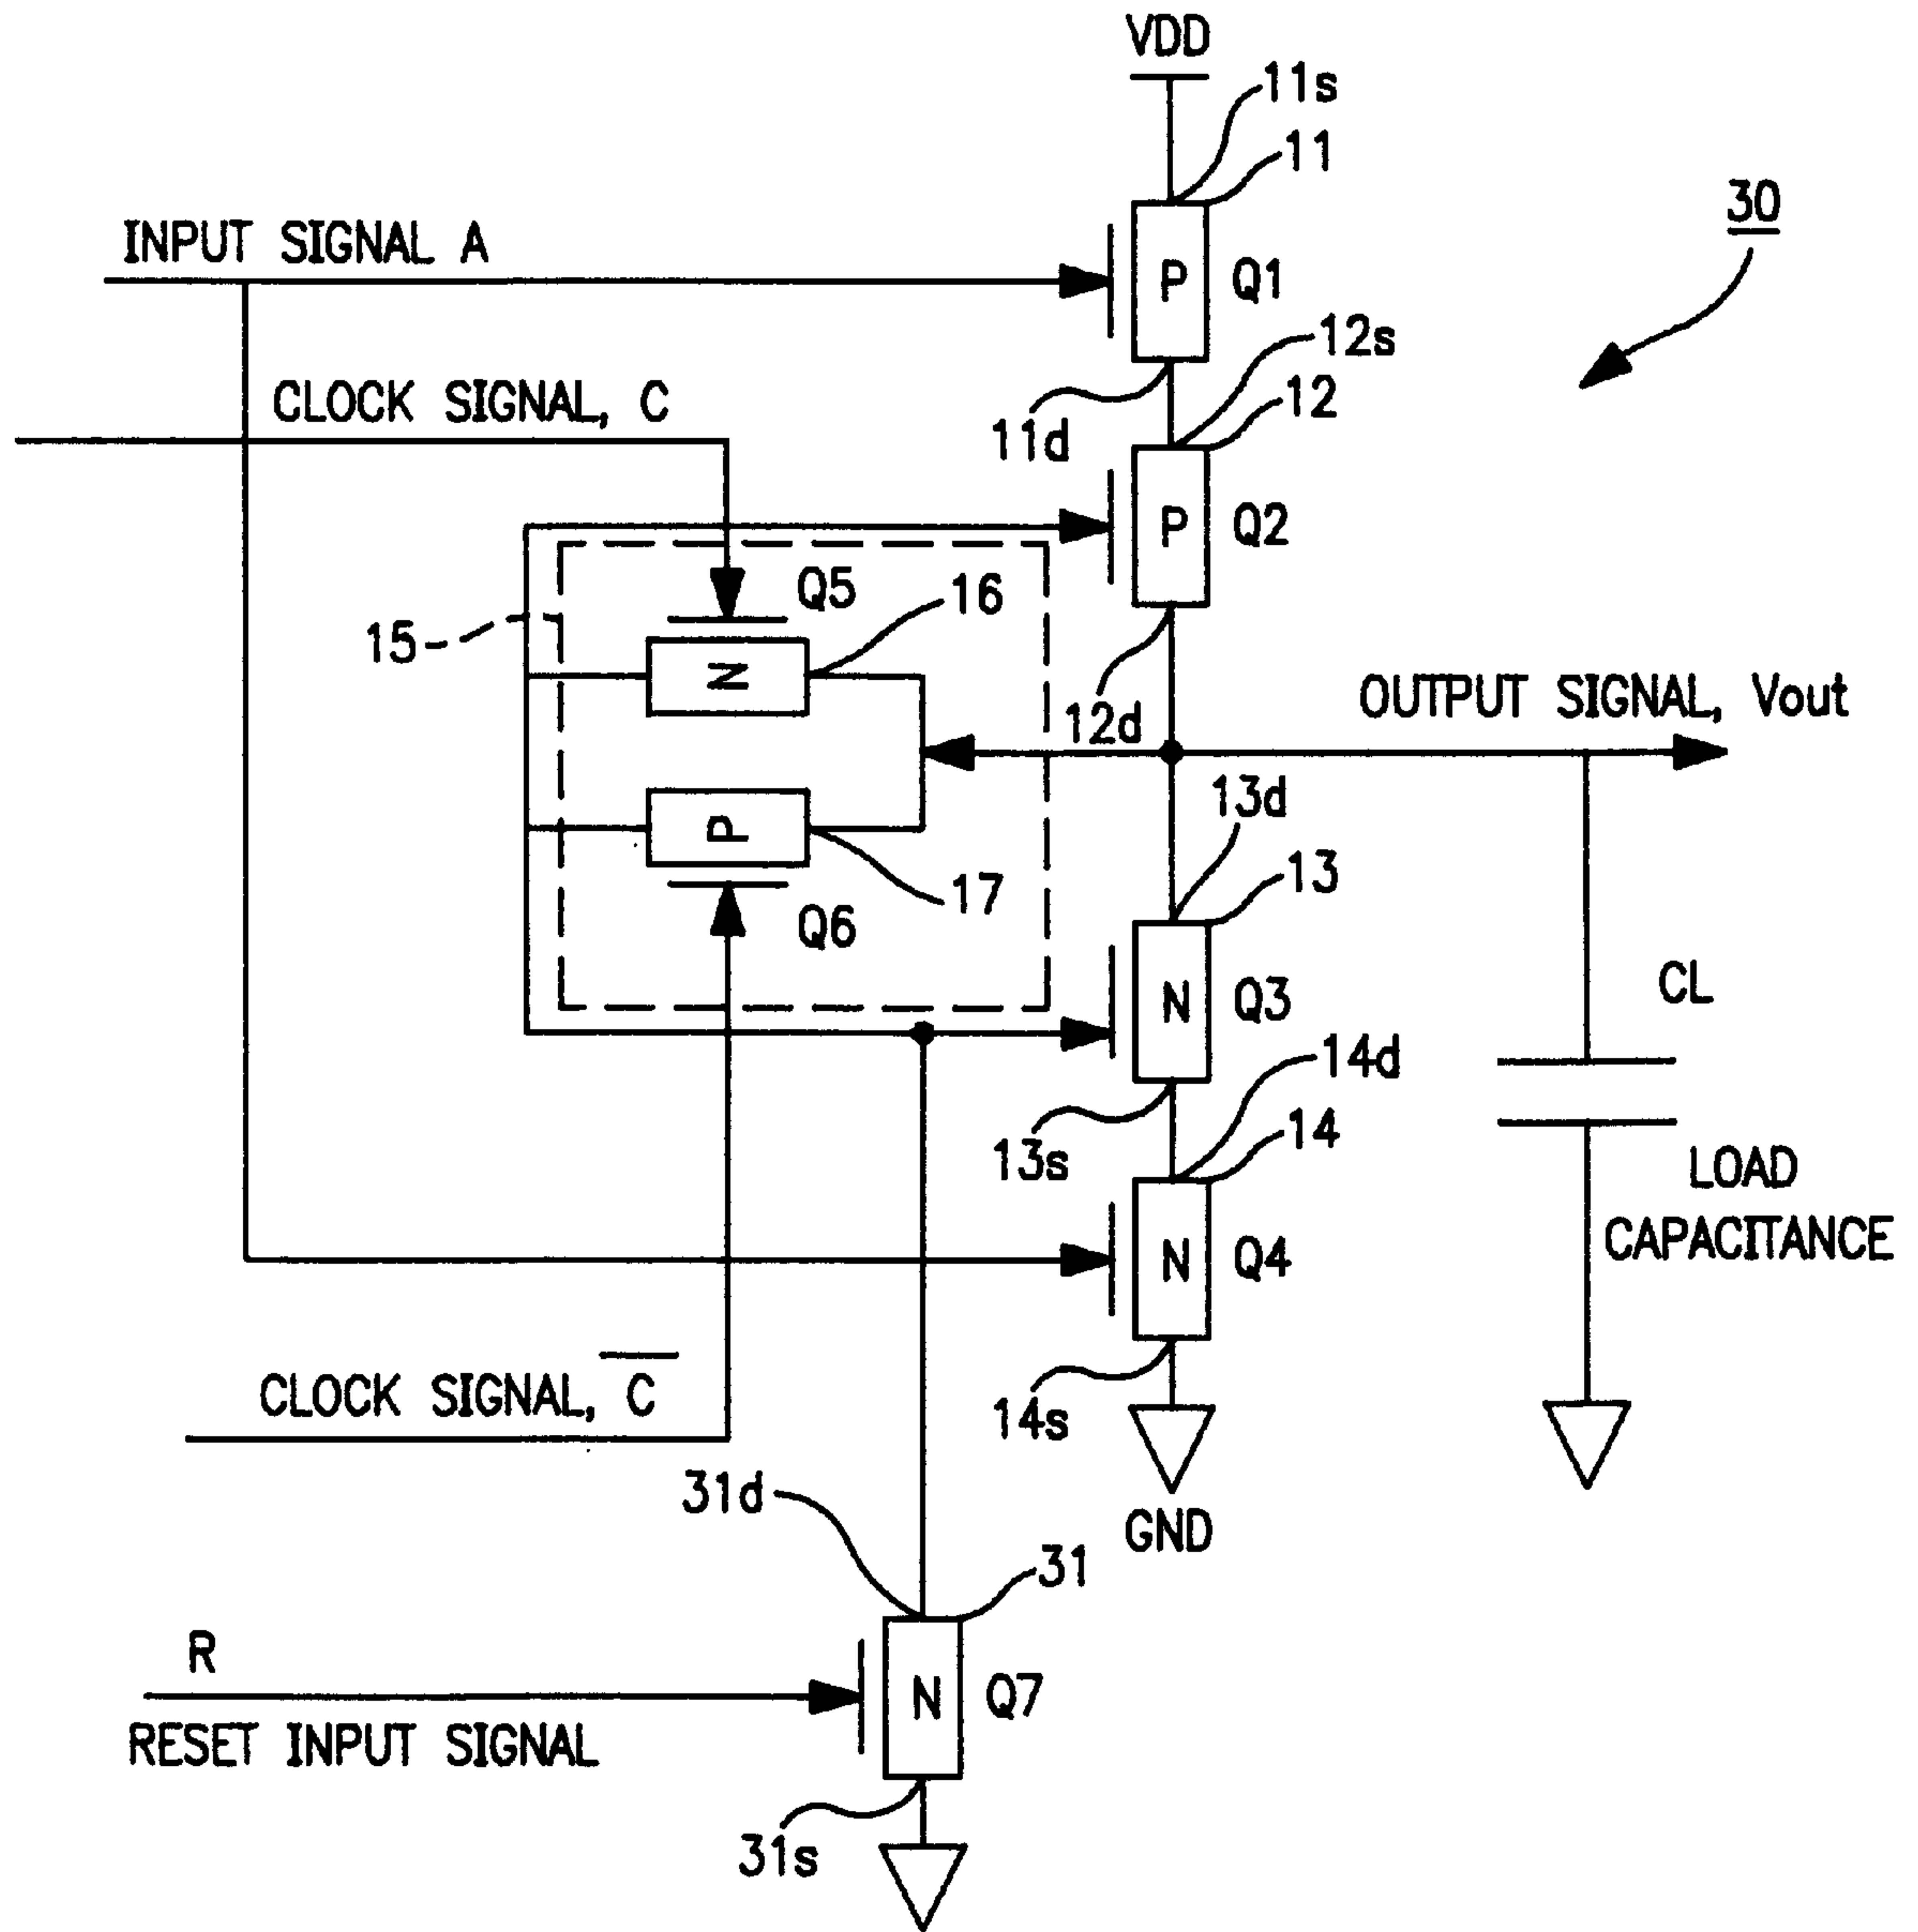 VDD
11s
11
30
INPUT SIGNAL A
P
Q1
12s
CLOCK SIGNAL, C
12
11d
P
Q2
Q5
16
15
N
OUTPUT SIGNAL, Vout
12d
13d
P
13
17
Q6
CL
N
Q3
14d
14
13s
LOAD
CAPACITANCE
N
Q4
CLOCK SIGNAL, C̅
14s
31d
GND
31
R
N
Q7
RESET INPUT SIGNAL
31s